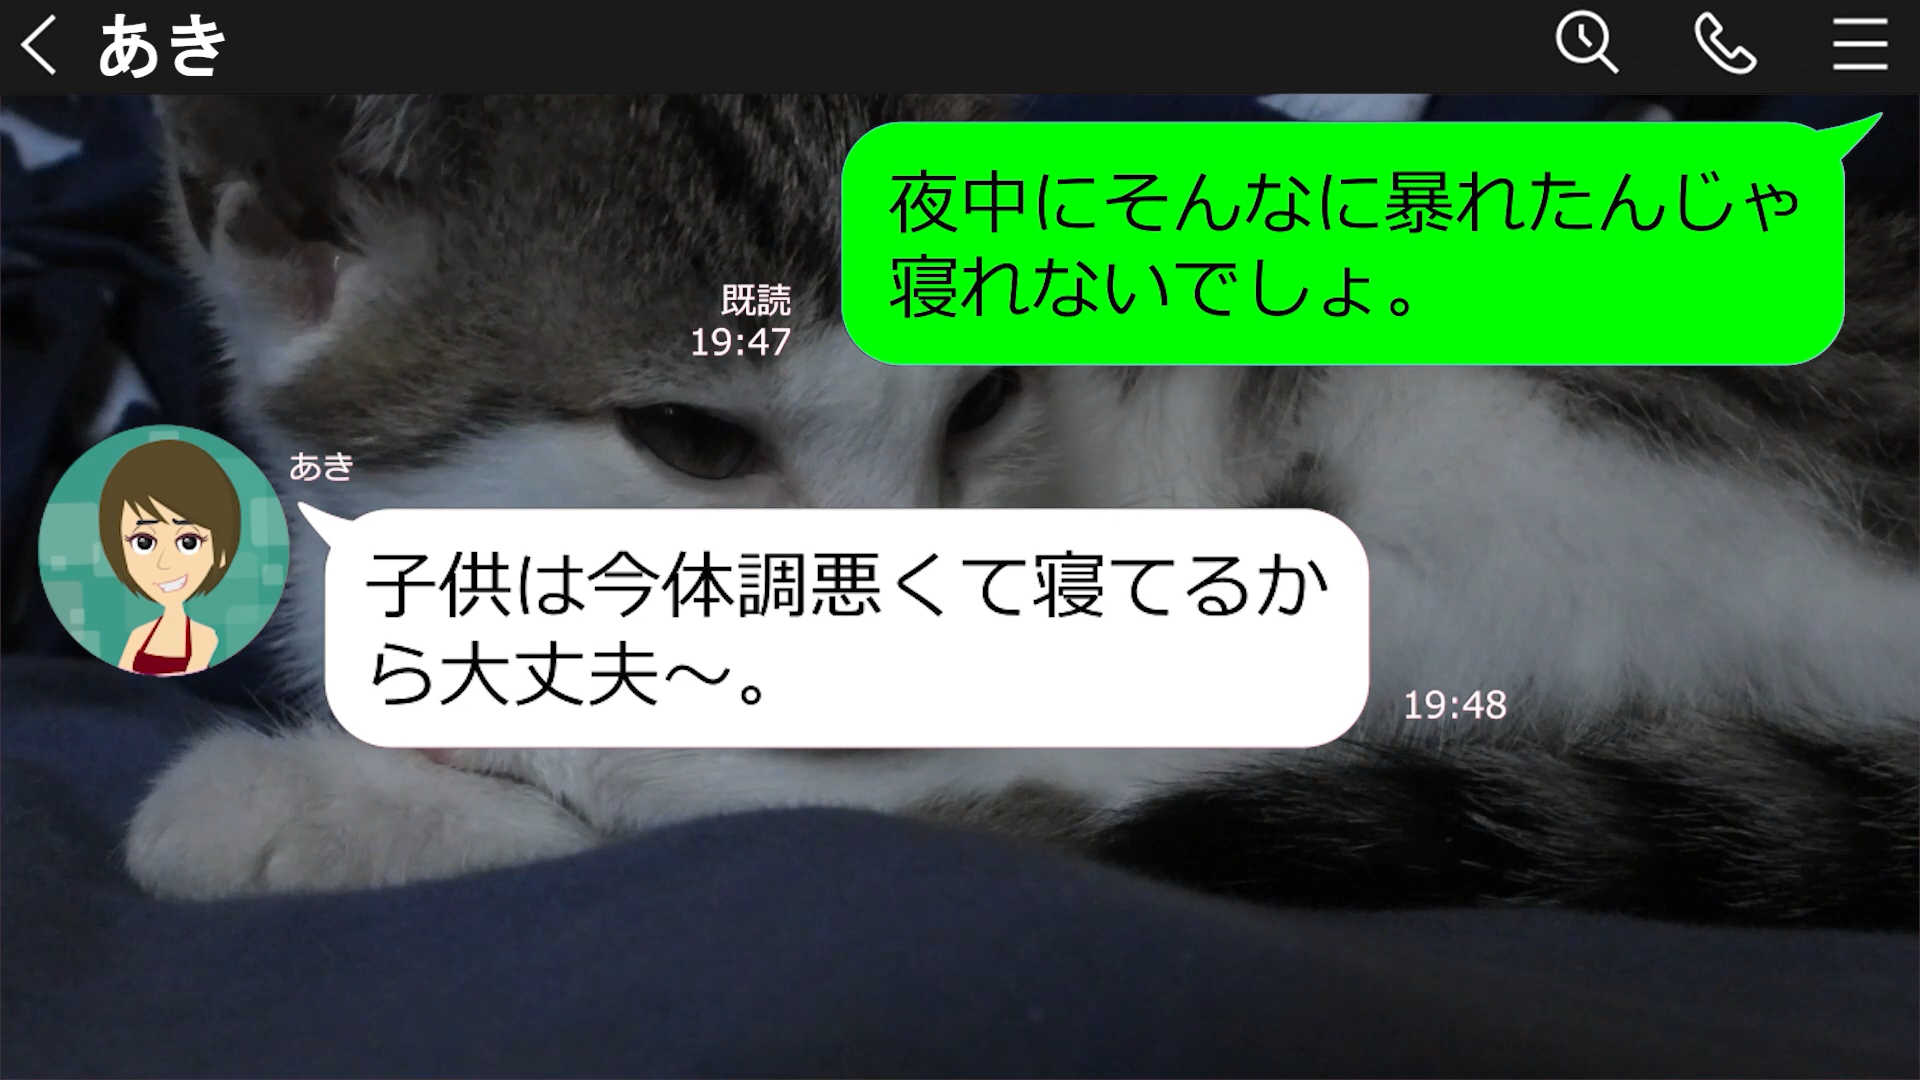 あき
夜中にそんなに暴れたんじゃ
寝れないでしょ。
既読
19:47
あき
子供は今体調悪くて寝てるか
ら大丈夫～。
19:48